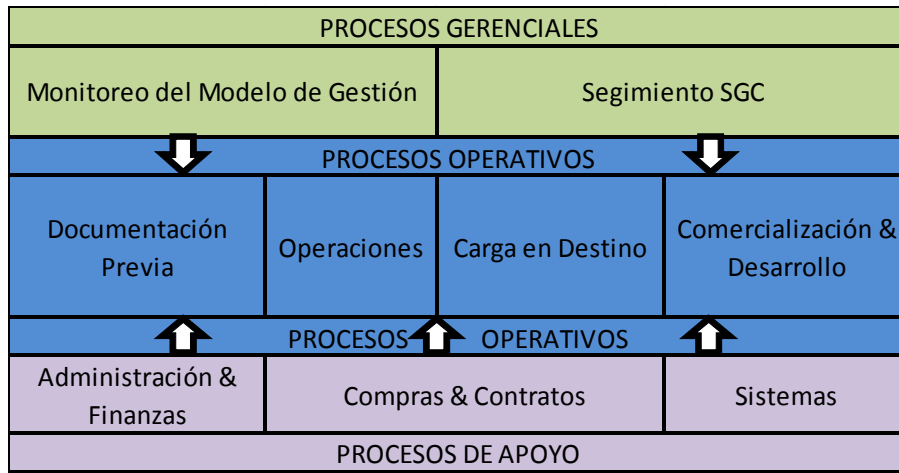 PROCESOS GERENCIALES
Monitoreo del Modelo de Gestión
Segimiento SGC
PROCESOS OPERATIVOS
Documentación
Previa
Operaciones
Carga en Destino
Comercialización &
Desarrollo
PROCESOS OPERATIVOS
Administración &
Finanzas
Compras & Contratos
Sistemas
PROCESOS DE APOYO